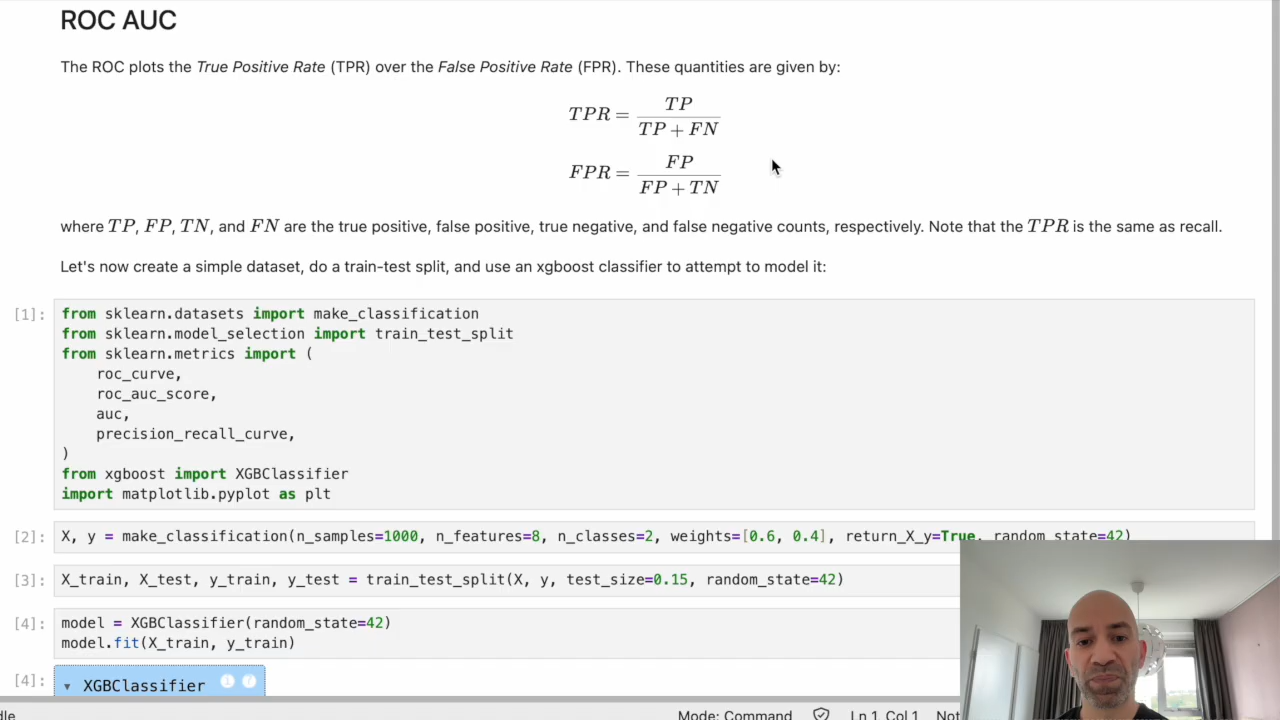 ROC AUC
The ROC plots the True Positive Rate (TPR) over the False Positive Rate (FPR). These quantities are given by:
TPR = TP / (TP + FN)
FPR = FP / (FP + TN)
where TP, FP, TN, and FN are the true positive, false positive, true negative, and false negative counts, respectively. Note that the TPR is the same as recall.
Let's now create a simple dataset, do a train-test split, and use an xgboost classifier to attempt to model it:
[1]: from sklearn.datasets import make_classification
from sklearn.model_selection import train_test_split
from sklearn.metrics import (
    roc_curve,
    roc_auc_score,
    auc,
    precision_recall_curve,
)
from xgboost import XGBClassifier
import matplotlib.pyplot as plt
[2]: X, y = make_classification(n_samples=1000, n_features=8, n_classes=2, weights=[0.6, 0.4], return_X_y=True, random_state=42)
[3]: X_train, X_test, y_train, y_test = train_test_split(X, y, test_size=0.15, random_state=42)
[4]: model = XGBClassifier(random_state=42)
model.fit(X_train, y_train)
[4]: ▾ XGBClassifier i ?
dle Mode: Command Ln 1, Col 1 Not